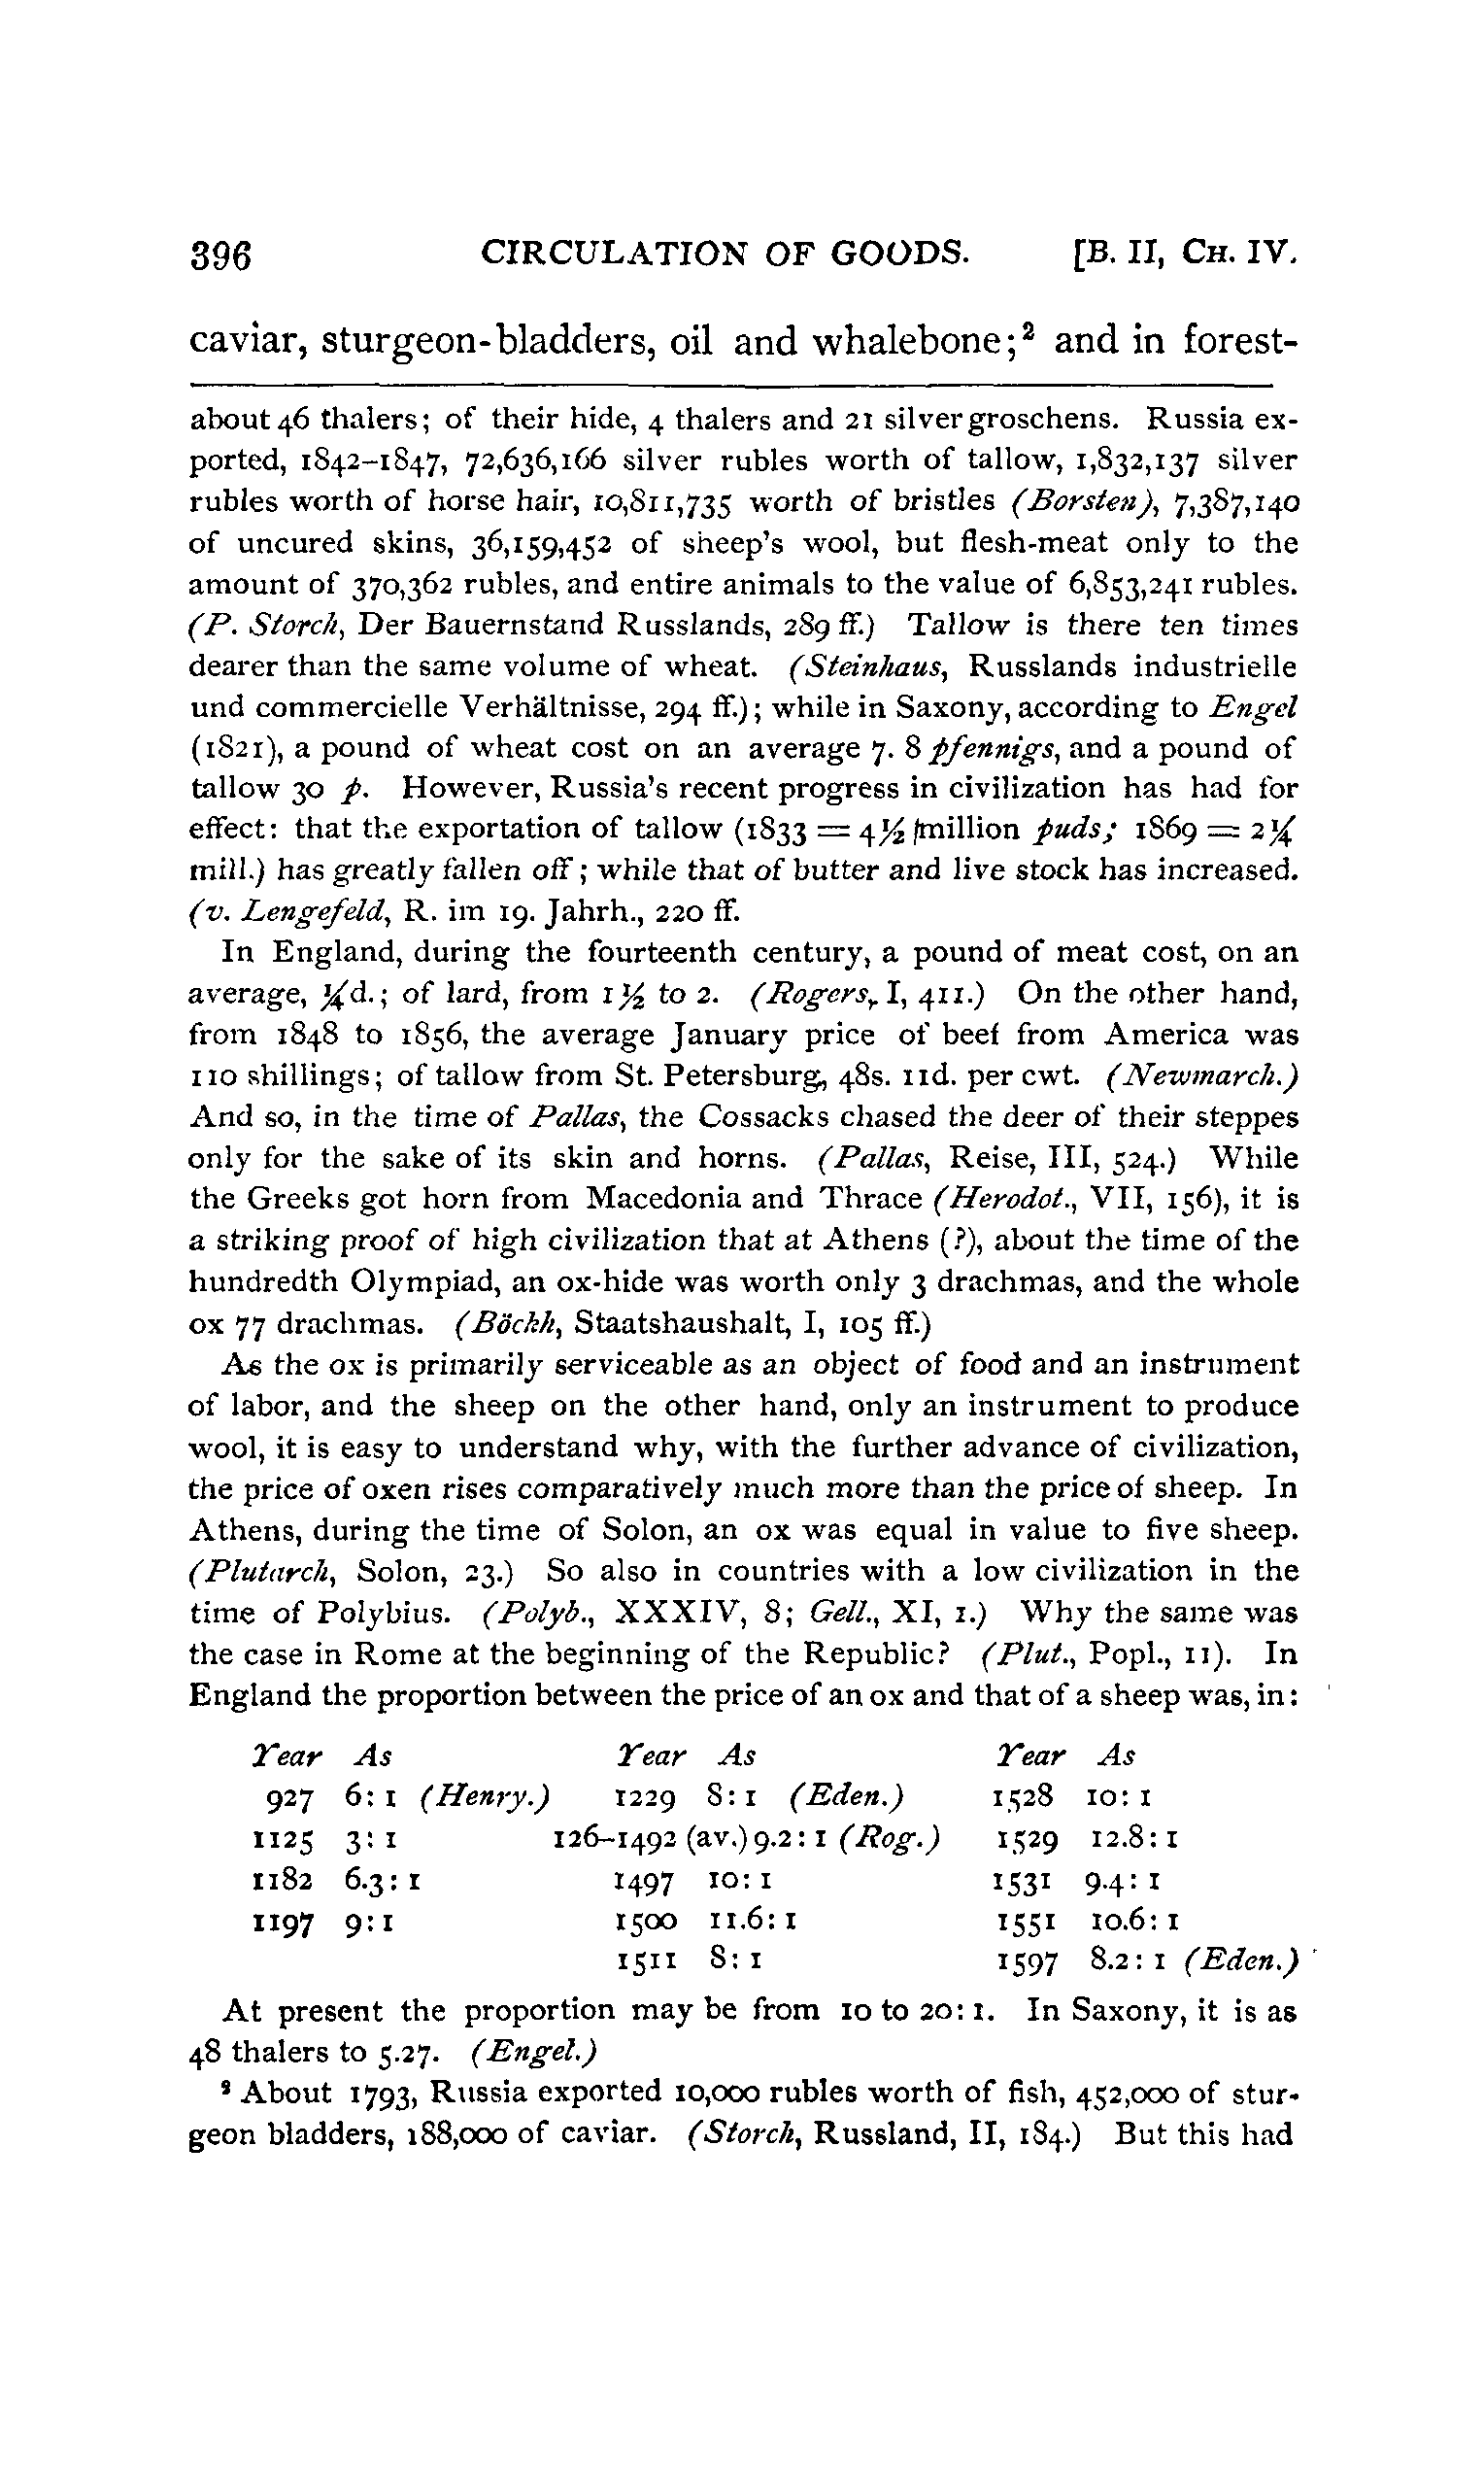 396 CIRCULATION OF GOODS. [B. II, CH. IV.
caviar, sturgeon-bladders, oil and whalebone;² and in forest-
about 46 thalers; of their hide, 4 thalers and 21 silvergroschens. Russia ex-
ported, 1842–1847, 72,636,166 silver rubles worth of tallow, 1,832,137 silver
rubles worth of horse hair, 10,811,735 worth of bristles (Borsten), 7,387,140
of uncured skins, 36,159,452 of sheep's wool, but flesh-meat only to the
amount of 370,362 rubles, and entire animals to the value of 6,853,241 rubles.
(P. Storch, Der Bauernstand Russlands, 289 ff.) Tallow is there ten times
dearer than the same volume of wheat. (Steinhaus, Russlands industrielle
und commercielle Verhältnisse, 294 ff.); while in Saxony, according to Engel
(1821), a pound of wheat cost on an average 7. 8 pfennigs, and a pound of
tallow 30 p. However, Russia's recent progress in civilization has had for
effect: that the exportation of tallow (1833 = 4½ million puds; 1869 = 2¼
mill.) has greatly fallen off; while that of butter and live stock has increased.
(v. Lengefeld, R. im 19. Jahrh., 220 ff.
In England, during the fourteenth century, a pound of meat cost, on an
average, ¼d.; of lard, from 1½ to 2. (Rogers, I, 411.) On the other hand,
from 1848 to 1856, the average January price of beef from America was
110 shillings; of tallow from St. Petersburg, 48s. 11d. per cwt. (Newmarch.)
And so, in the time of Pallas, the Cossacks chased the deer of their steppes
only for the sake of its skin and horns. (Pallas, Reise, III, 524.) While
the Greeks got horn from Macedonia and Thrace (Herodot., VII, 156), it is
a striking proof of high civilization that at Athens (?), about the time of the
hundredth Olympiad, an ox-hide was worth only 3 drachmas, and the whole
ox 77 drachmas. (Böckh, Staatshaushalt, I, 105 ff.)
As the ox is primarily serviceable as an object of food and an instrument
of labor, and the sheep on the other hand, only an instrument to produce
wool, it is easy to understand why, with the further advance of civilization,
the price of oxen rises comparatively much more than the price of sheep. In
Athens, during the time of Solon, an ox was equal in value to five sheep.
(Plutarch, Solon, 23.) So also in countries with a low civilization in the
time of Polybius. (Polyb., XXXIV, 8; Gell., XI, 1.) Why the same was
the case in Rome at the beginning of the Republic? (Plut., Popl., 11). In
England the proportion between the price of an ox and that of a sheep was, in:
Year As Year As Year As
927 6:1 (Henry.) 1229 8:1 (Eden.) 1528 10:1
1125 3:1 126–1492 (av.) 9.2:1 (Rog.) 1529 12.8:1
1182 6.3:1 1497 10:1 1531 9.4:1
1197 9:1 1500 11.6:1 1551 10.6:1
1511 8:1 1597 8.2:1 (Eden.)
At present the proportion may be from 10 to 20:1. In Saxony, it is as
48 thalers to 5.27. (Engel.)
² About 1793, Russia exported 10,000 rubles worth of fish, 452,000 of stur-
geon bladders, 188,000 of caviar. (Storch, Russland, II, 184.) But this had